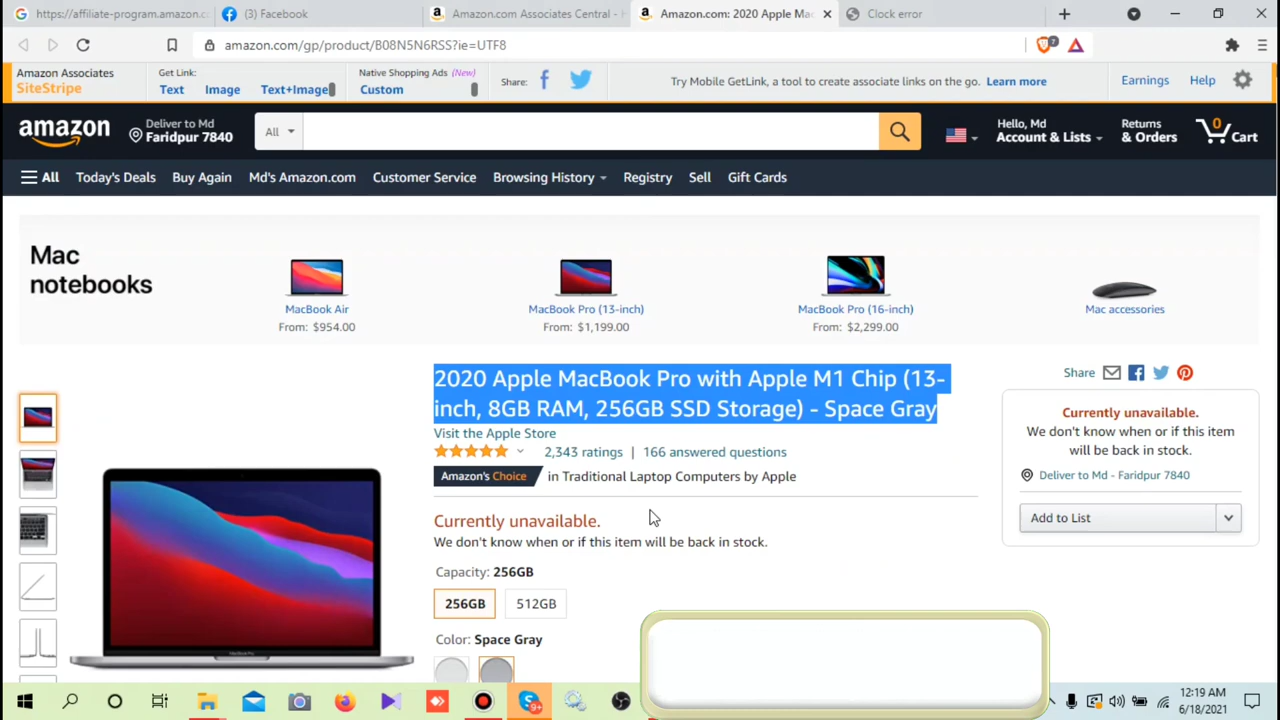 https://affiliate-program.amazon.c
(3) Facebook
Amazon.com Associates Central -
Amazon.com: 2020 Apple Mac
Clock error
amazon.com/gp/product/B08N5N6RSS?ie=UTF8
7
Amazon Associates
SiteStripe
Get Link:
Text
Image
Text+Image
Native Shopping Ads (New)
Custom
Share:
Try Mobile GetLink, a tool to create associate links on the go. Learn more
Earnings
Help
amazon
Deliver to Md
Faridpur 7840
All
Hello, Md
Account & Lists
Returns
& Orders
0
Cart
All
Today's Deals
Buy Again
Md's Amazon.com
Customer Service
Browsing History
Registry
Sell
Gift Cards
Mac
notebooks
MacBook Air
From: $954.00
MacBook Pro (13-inch)
From: $1,199.00
MacBook Pro (16-inch)
From: $2,299.00
Mac accessories
2020 Apple MacBook Pro with Apple M1 Chip (13-
inch, 8GB RAM, 256GB SSD Storage) - Space Gray
Visit the Apple Store
2,343 ratings | 166 answered questions
Amazon's Choice in Traditional Laptop Computers by Apple
Currently unavailable.
We don't know when or if this item will be back in stock.
Capacity: 256GB
256GB
512GB
Color: Space Gray
Share
Currently unavailable.
We don't know when or if this item
will be back in stock.
Deliver to Md - Faridpur 7840
Add to List
9+
12:19 AM
6/18/2021